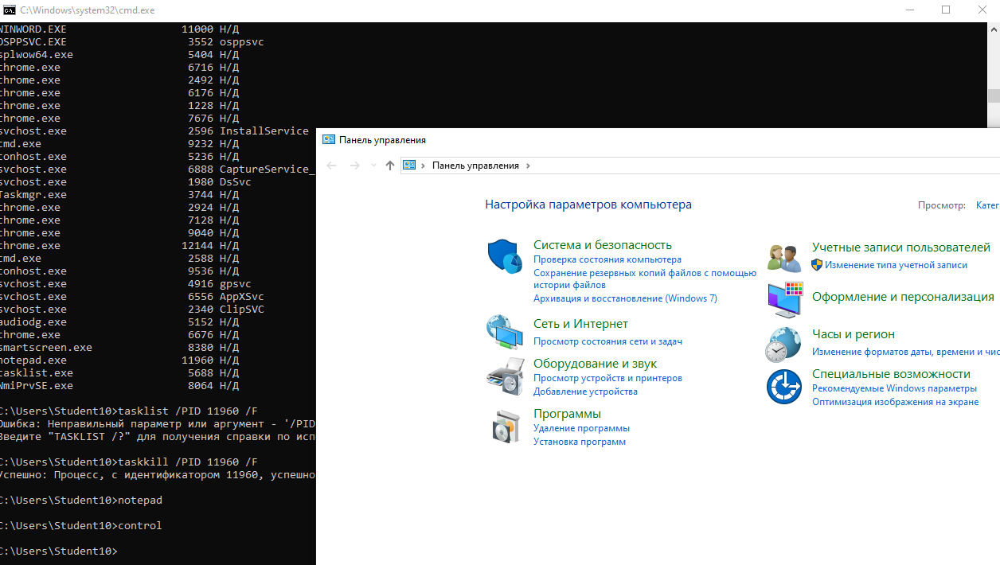 C:\Windows\system32\cmd.exe
WINWORD.EXE 11000 Н/Д
OSPPSVC.EXE 3552 osppsvc
splwow64.exe 5404 Н/Д
chrome.exe 6716 Н/Д
chrome.exe 2492 Н/Д
chrome.exe 6176 Н/Д
chrome.exe 1228 Н/Д
chrome.exe 7676 Н/Д
svchost.exe 2596 InstallService
cmd.exe 9232 Н/Д
conhost.exe 5236 Н/Д
svchost.exe 6888 CaptureService_
svchost.exe 1980 DsSvc
Taskmgr.exe 3744 Н/Д
chrome.exe 2924 Н/Д
chrome.exe 7128 Н/Д
chrome.exe 9040 Н/Д
chrome.exe 12144 Н/Д
cmd.exe 2588 Н/Д
conhost.exe 9536 Н/Д
svchost.exe 4916 gpsvc
svchost.exe 6556 AppXSvc
svchost.exe 2340 ClipSVC
audiodg.exe 5152 Н/Д
chrome.exe 6676 Н/Д
smartscreen.exe 8380 Н/Д
notepad.exe 11960 Н/Д
tasklist.exe 5688 Н/Д
WmiPrvSE.exe 8064 Н/Д
C:\Users\Student10>tasklist /PID 11960 /F
Ошибка: Неправильный параметр или аргумент - '/PID
Введите "TASKLIST /?" для получения справки по исп
C:\Users\Student10>taskkill /PID 11960 /F
Успешно: Процесс, с идентификатором 11960, успешно
C:\Users\Student10>notepad
C:\Users\Student10>control
C:\Users\Student10>
Панель управления
Панель управления
Настройка параметров компьютера
Просмотр: Катег
Система и безопасность
Проверка состояния компьютера
Сохранение резервных копий файлов с помощью
истории файлов
Архивация и восстановление (Windows 7)
Сеть и Интернет
Просмотр состояния сети и задач
Оборудование и звук
Просмотр устройств и принтеров
Добавление устройства
Программы
Удаление программы
Установка программ
Учетные записи пользователей
Изменение типа учетной записи
Оформление и персонализация
Часы и регион
Изменение форматов даты, времени и чис
Специальные возможности
Рекомендуемые Windows параметры
Оптимизация изображения на экране